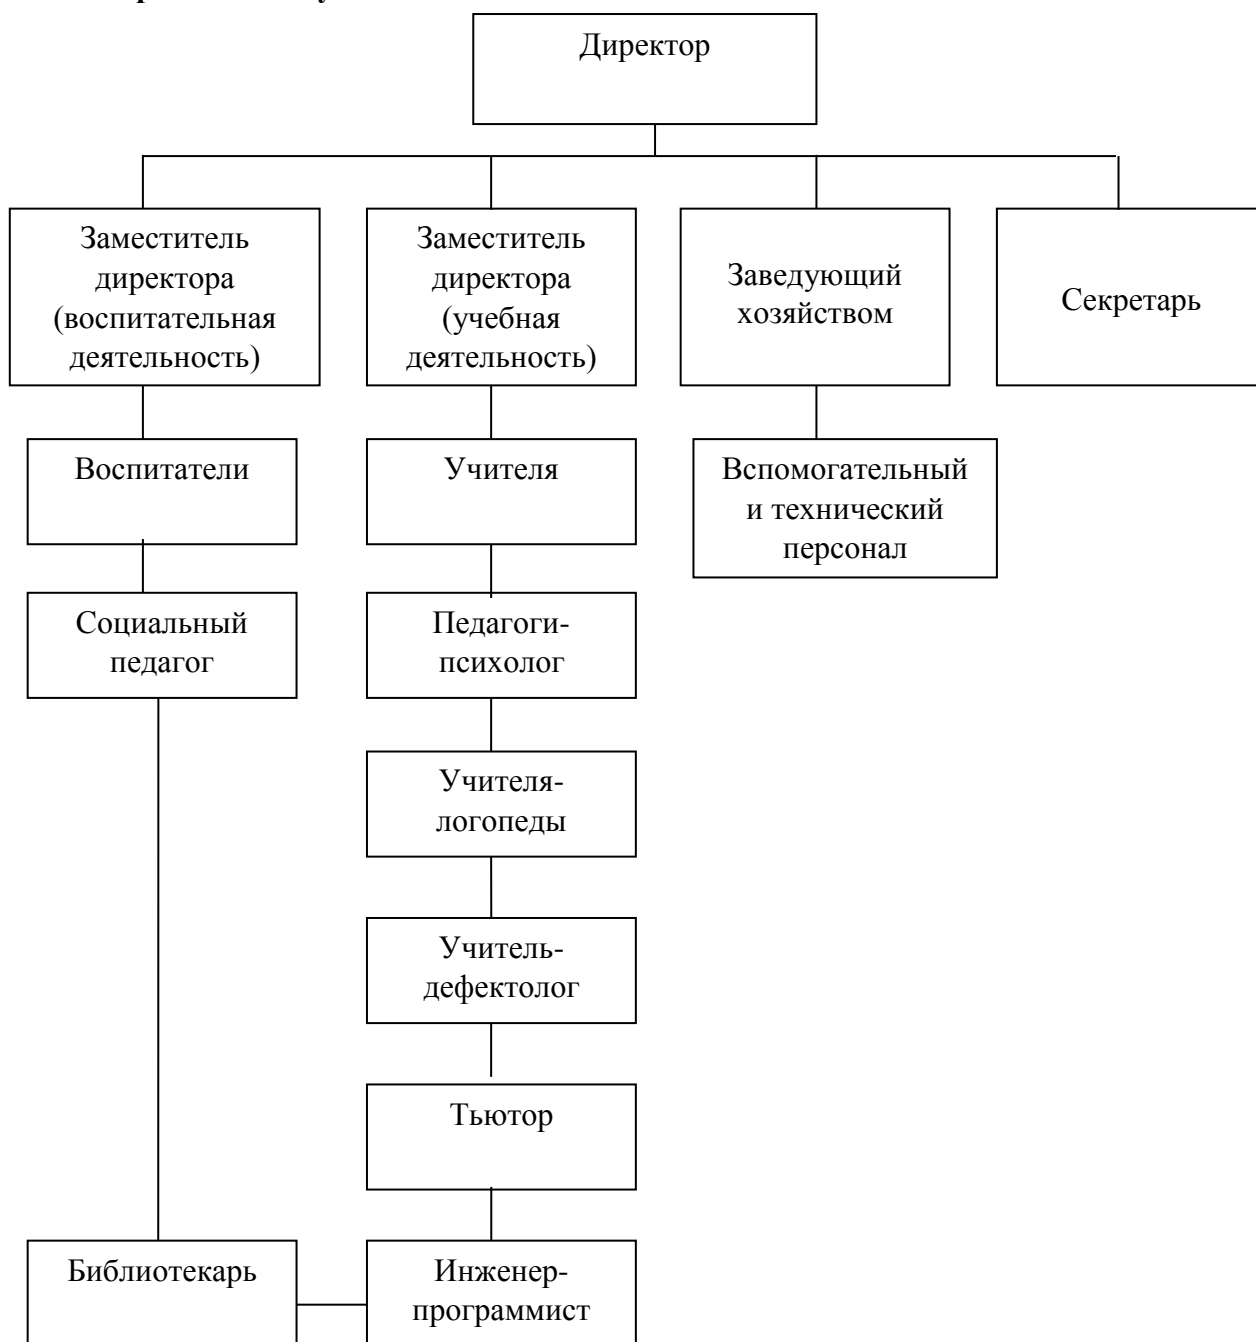 Директор
Заместитель
директора
(воспитательная
деятельность)
Заместитель
директора
(учебная
деятельность)
Заведующий
хозяйством
Секретарь
Воспитатели
Учителя
Вспомогательный
и технический
персонал
Социальный
педагог
Педагоги-
психолог
Учителя-
логопеды
Учитель-
дефектолог
Тьютор
Библиотекарь
Инженер-
программист